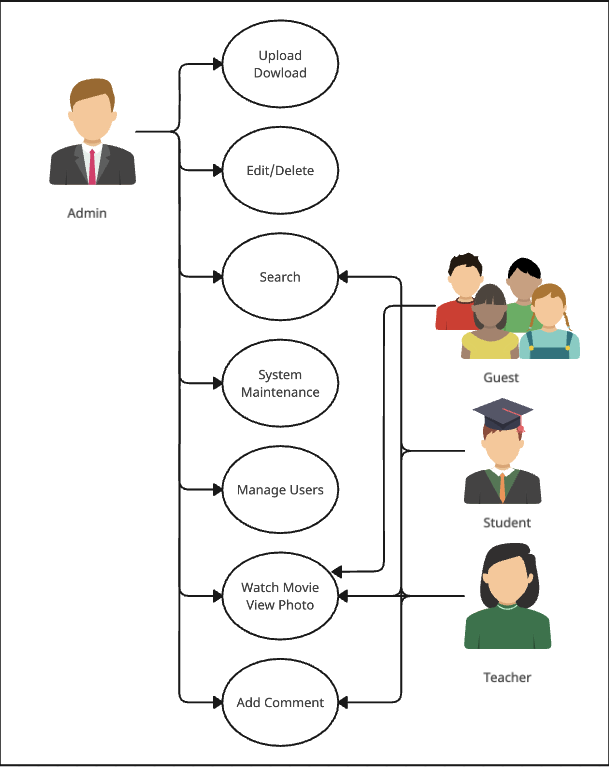 Upload
Dowload
Admin
Edit/Delete
Search
System
Maintenance
Guest
Manage Users
Student
Watch Movie
View Photo
Teacher
Add Comment